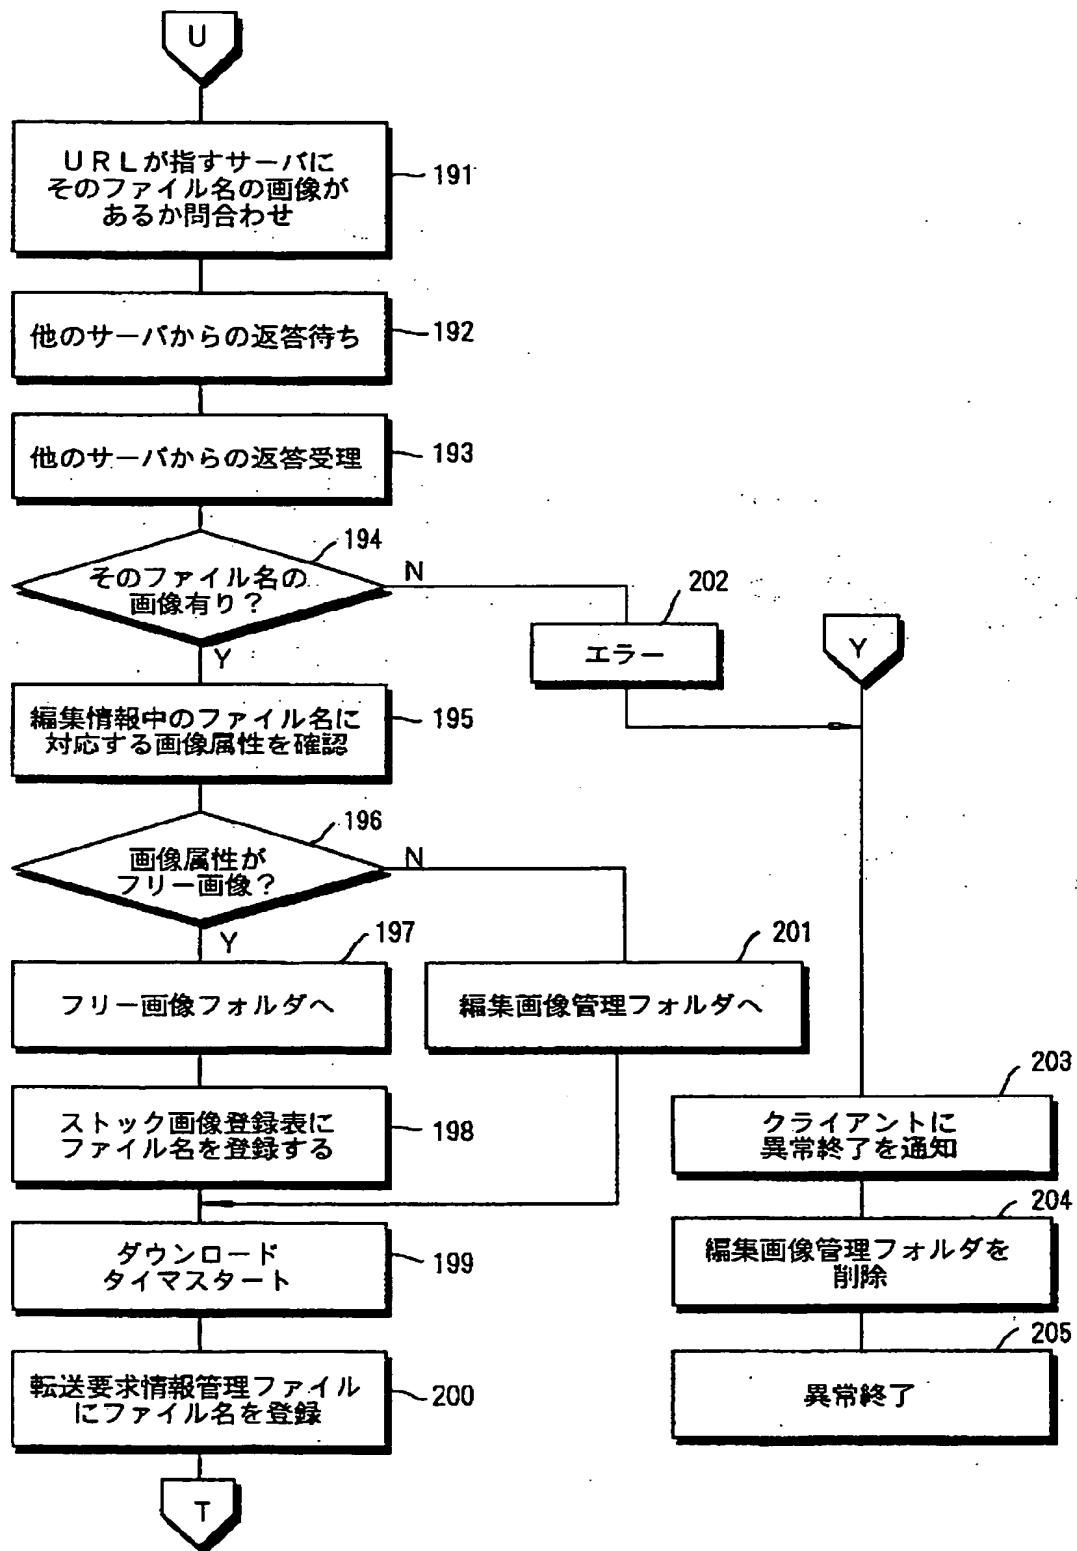 U
URLが指すサーバに
そのファイル名の画像が
あるか問合わせ
191
他のサーバからの返答待ち
192
他のサーバからの返答受理
193
194
そのファイル名の
画像有り?
N
Y
202
エラー
Y
編集情報中のファイル名に
対応する画像属性を確認
195
196
画像属性が
フリー画像?
N
Y
197
フリー画像フォルダへ
201
編集画像管理フォルダへ
ストック画像登録表に
ファイル名を登録する
198
203
クライアントに
異常終了を通知
ダウンロード
タイマスタート
199
204
編集画像管理フォルダを
削除
転送要求情報管理ファイル
にファイル名を登録
200
205
異常終了
T